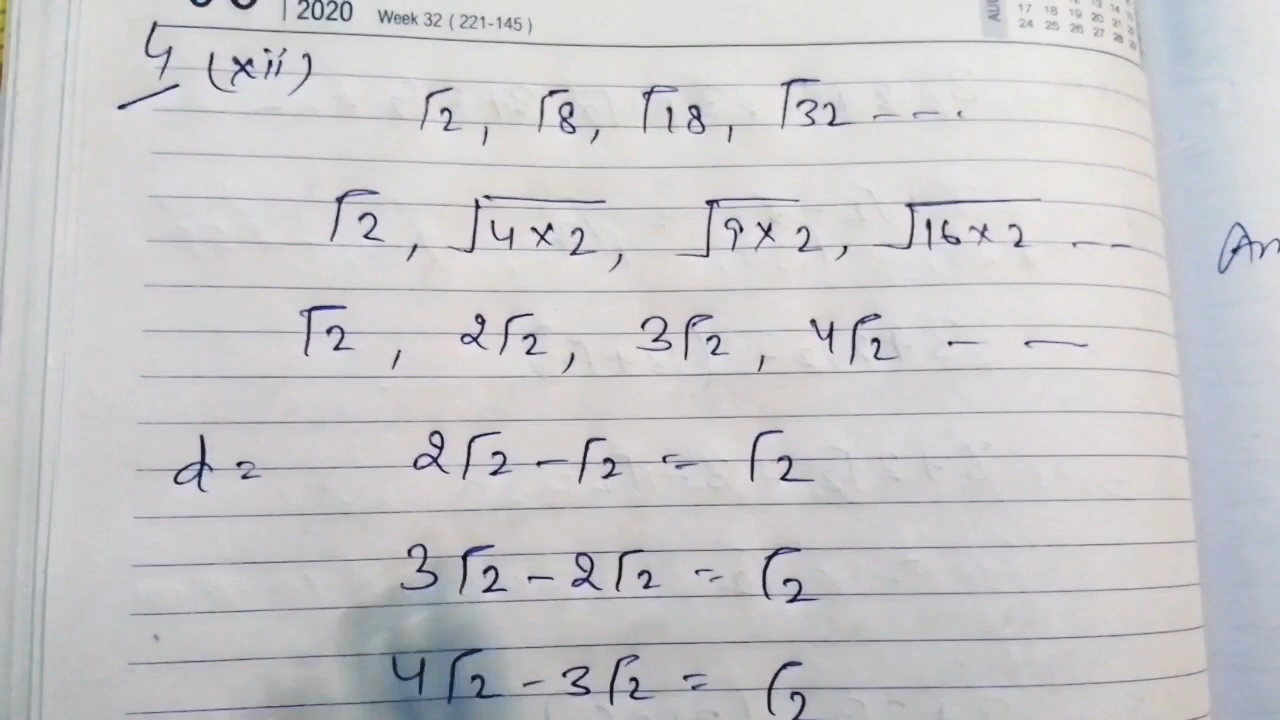 2020 Week 32 (221-145)
17 18 19 20 21
24 25 26 27 28
4 (xii)
√2, √8, √18, √32 ---.
√2, √4×2, √9×2, √16×2 ---
√2, 2√2, 3√2, 4√2 - -
d = 2√2 - √2 = √2
3√2 - 2√2 = √2
4√2 - 3√2 = √2